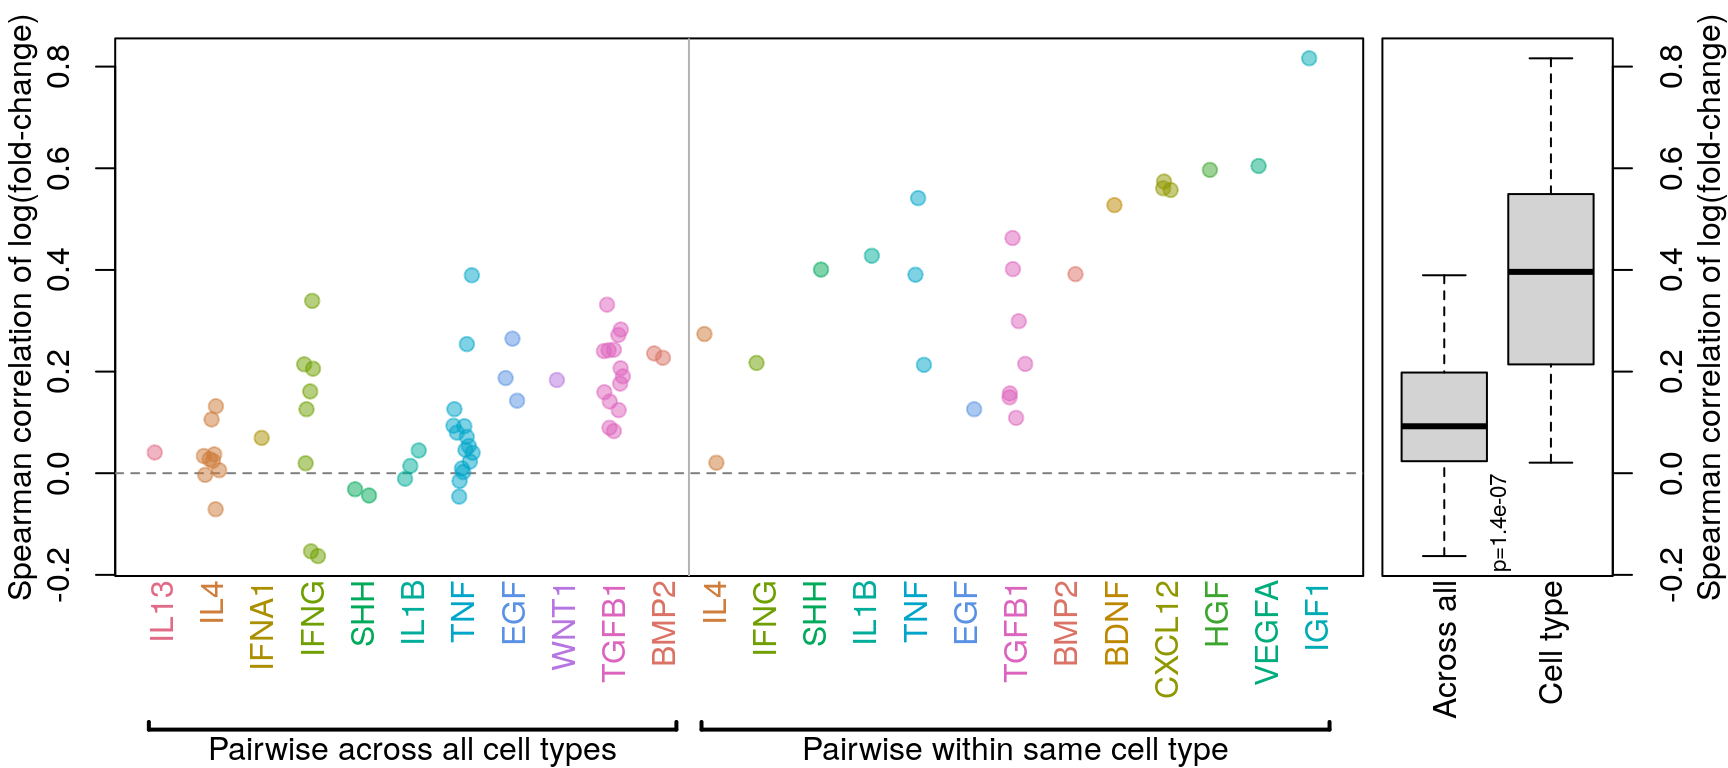 Spearman correlation of log(fold-change)
0.8
0.6
0.4
0.2
0.0
-0.2
IL13
IL4
IFNA1
IFNG
SHH
IL1B
TNF
EGF
WNT1
TGFB1
BMP2
IL4
IFNG
SHH
IL1B
TNF
EGF
TGFB1
BMP2
BDNF
CXCL12
HGF
VEGFA
IGF1
Pairwise across all cell types
Pairwise within same cell type
p=1.4e-07
Across all
Cell type
0.8
0.6
0.4
0.2
0.0
-0.2
Spearman correlation of log(fold-change)